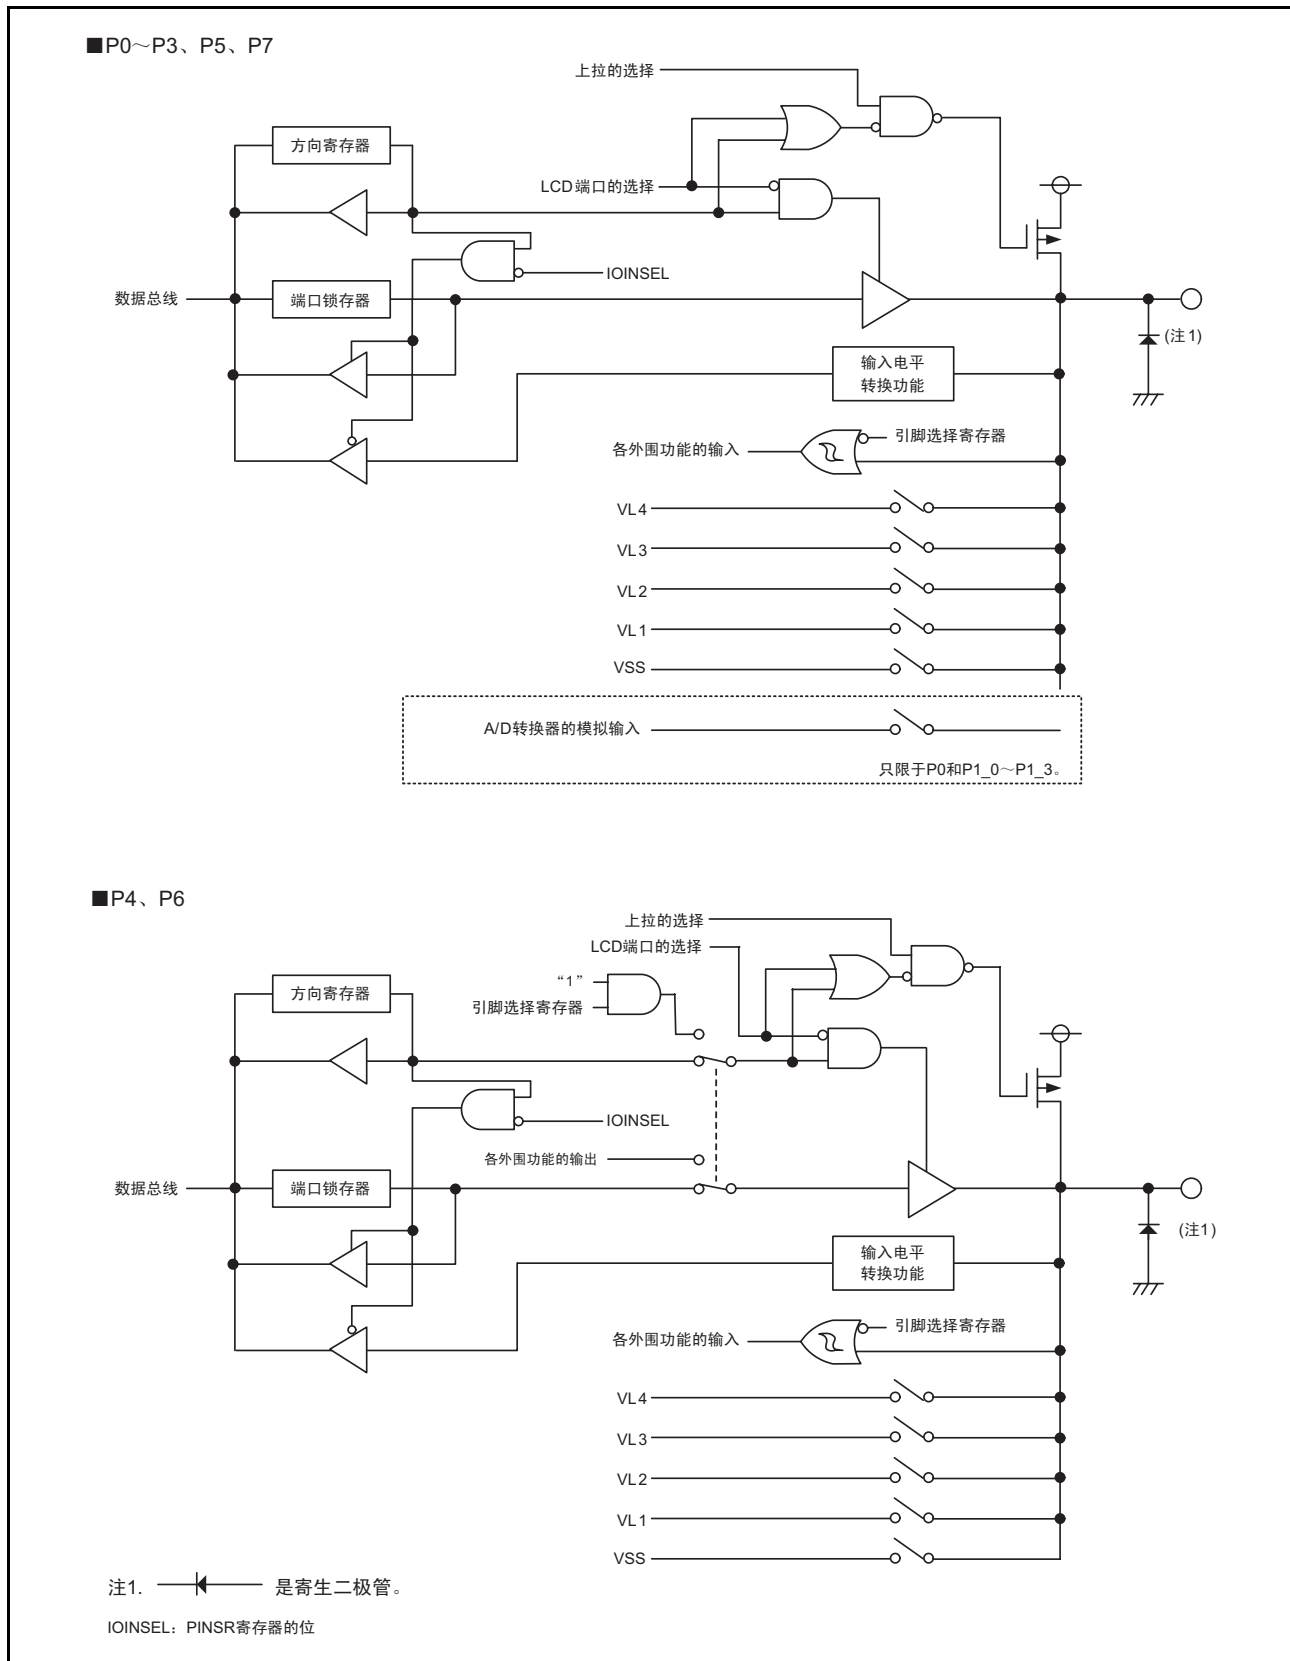 ■P0～P3、P5、P7
上拉的选择
方向寄存器
LCD端口的选择
IOINSEL
数据总线
端口锁存器
(注1)
输入电平
转换功能
各外围功能的输入
引脚选择寄存器
VL4
VL3
VL2
VL1
VSS
A/D转换器的模拟输入
只限于P0和P1_0～P1_3。
■P4、P6
上拉的选择
LCD端口的选择
“1”
方向寄存器
引脚选择寄存器
IOINSEL
各外围功能的输出
数据总线
端口锁存器
(注1)
输入电平
转换功能
各外围功能的输入
引脚选择寄存器
VL4
VL3
VL2
VL1
VSS
注1. 是寄生二极管。
IOINSEL：PINSR寄存器的位